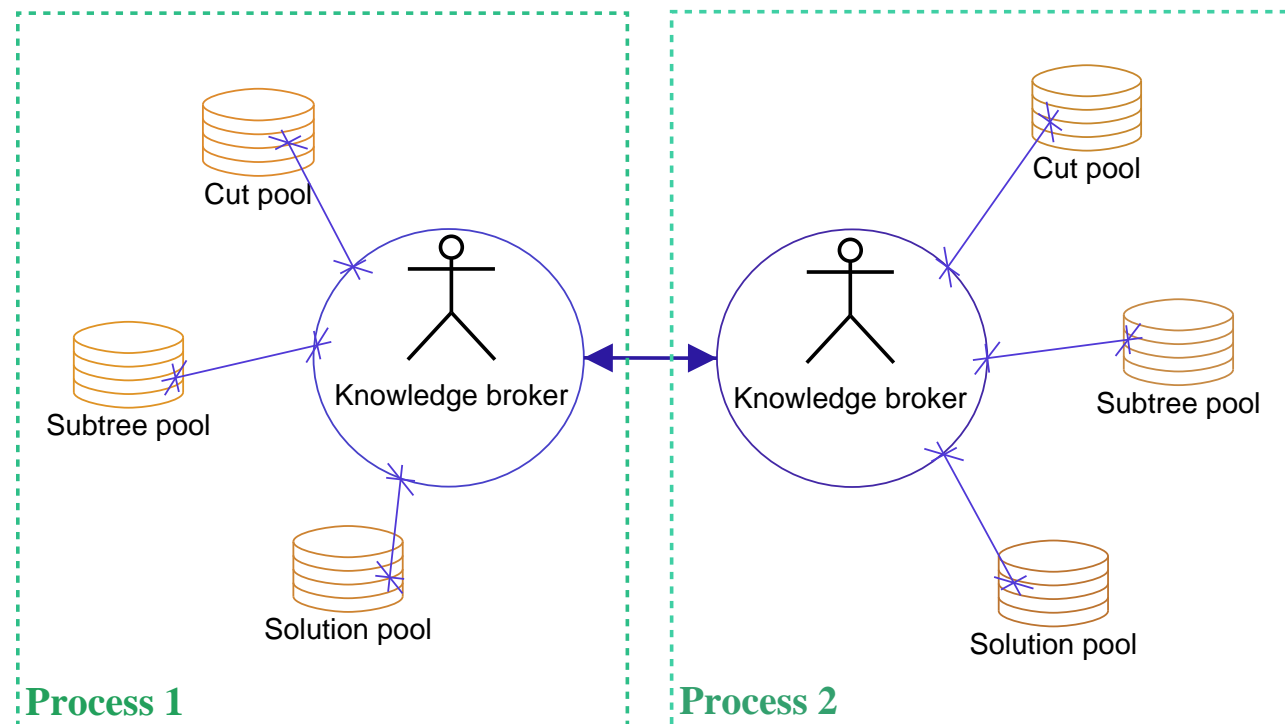 Cut pool
Knowledge broker
Subtree pool
Solution pool
Process 1
Cut pool
Knowledge broker
Subtree pool
Solution pool
Process 2